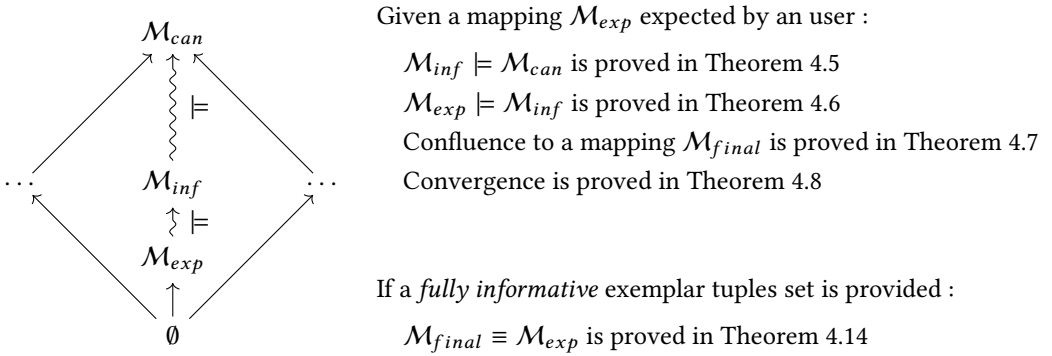 M_can
⊨
M_inf
⊨
M_exp
∅
· · ·
· · ·
Given a mapping M_exp expected by an user :
M_inf ⊨ M_can is proved in Theorem 4.5
M_exp ⊨ M_inf is proved in Theorem 4.6
Confluence to a mapping M_final is proved in Theorem 4.7
Convergence is proved in Theorem 4.8
If a fully informative exemplar tuples set is provided :
M_final ≡ M_exp is proved in Theorem 4.14